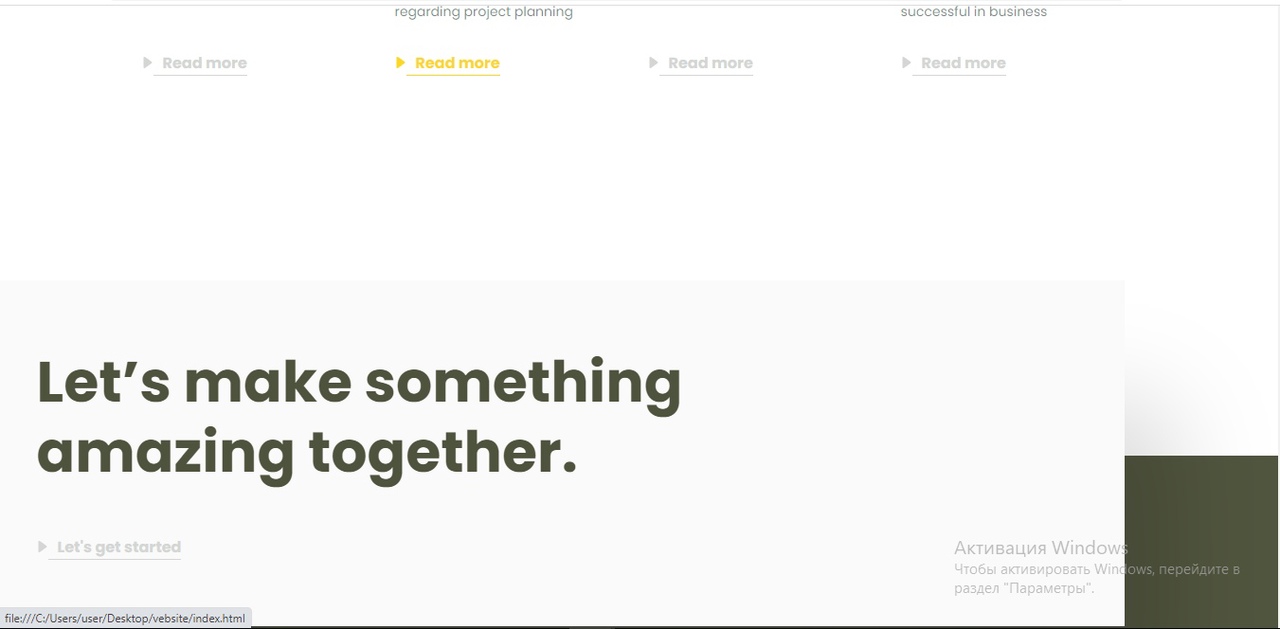 regarding project planning
successful in business
Read more
Read more
Read more
Read more
Let’s make something
amazing together.
Let's get started
Активация Windows
Чтобы активировать Windows, перейдите в
раздел "Параметры".
file:///C:/Users/user/Desktop/vebsite/index.html